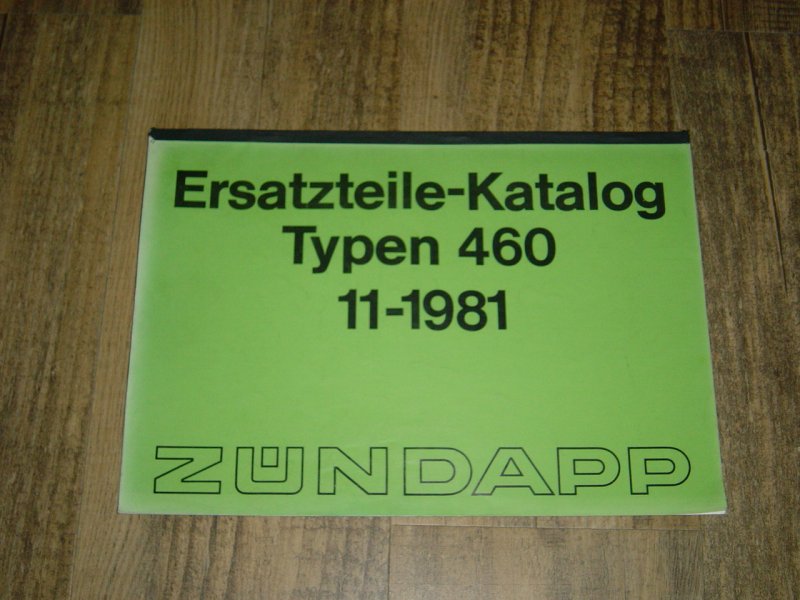 Ersatzteile-Katalog
Typen 460
11-1981
ZÜNDAPP